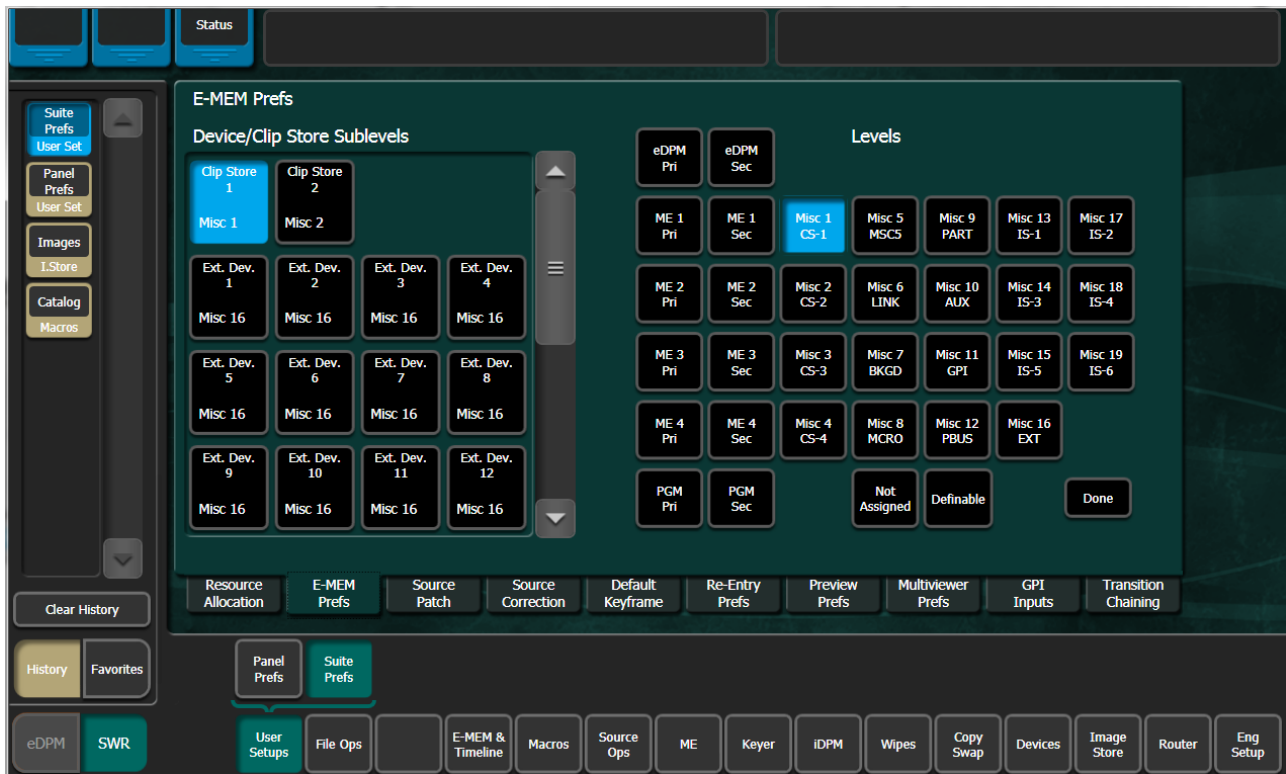 Status
Suite
Prefs
User Set
Panel
Prefs
User Set
Images
I.Store
Catalog
Macros
Clear History
History
Favorites
eDPM
SWR
E-MEM Prefs
Device/Clip Store Sublevels
Clip Store
1
Misc 1
Clip Store
2
Misc 2
Ext. Dev.
1
Misc 16
Ext. Dev.
2
Misc 16
Ext. Dev.
3
Misc 16
Ext. Dev.
4
Misc 16
Ext. Dev.
5
Misc 16
Ext. Dev.
6
Misc 16
Ext. Dev.
7
Misc 16
Ext. Dev.
8
Misc 16
Ext. Dev.
9
Misc 16
Ext. Dev.
10
Misc 16
Ext. Dev.
11
Misc 16
Ext. Dev.
12
Misc 16
Levels
eDPM
Pri
eDPM
Sec
ME 1
Pri
ME 1
Sec
Misc 1
CS-1
Misc 5
MSC5
Misc 9
PART
Misc 13
IS-1
Misc 17
IS-2
ME 2
Pri
ME 2
Sec
Misc 2
CS-2
Misc 6
LINK
Misc 10
AUX
Misc 14
IS-3
Misc 18
IS-4
ME 3
Pri
ME 3
Sec
Misc 3
CS-3
Misc 7
BKGD
Misc 11
GPI
Misc 15
IS-5
Misc 19
IS-6
ME 4
Pri
ME 4
Sec
Misc 4
CS-4
Misc 8
MCRO
Misc 12
PBUS
Misc 16
EXT
PGM
Pri
PGM
Sec
Not
Assigned
Definable
Done
Resource
Allocation
E-MEM
Prefs
Source
Patch
Source
Correction
Default
Keyframe
Re-Entry
Prefs
Preview
Prefs
Multiviewer
Prefs
GPI
Inputs
Transition
Chaining
Panel
Prefs
Suite
Prefs
User
Setups
File Ops
E-MEM &
Timeline
Macros
Source
Ops
ME
Keyer
iDPM
Wipes
Copy
Swap
Devices
Image
Store
Router
Eng
Setup